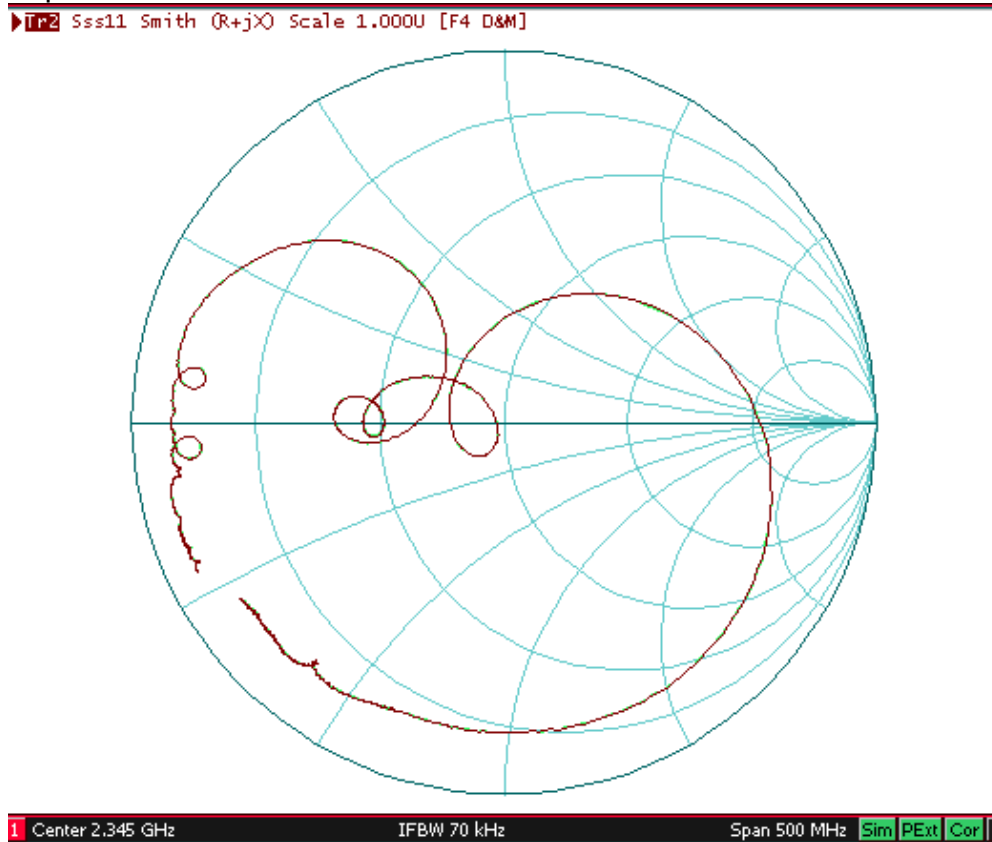 Tr2 Sss11 Smith (R+jX) Scale 1.000U [F4 D&M]
1 Center 2.345 GHz IFBW 70 kHz Span 500 MHz Sim PExt Cor